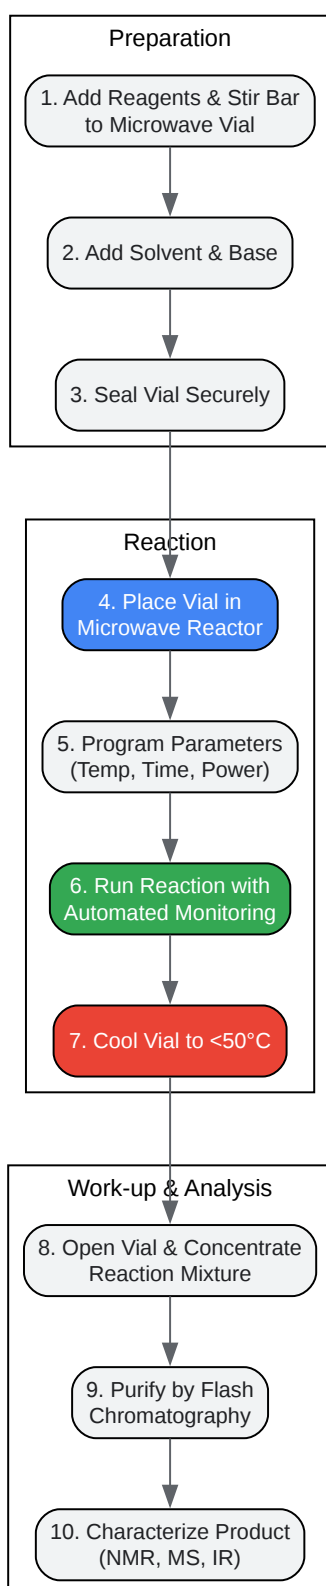 Preparation
1. Add Reagents & Stir Bar
to Microwave Vial
2. Add Solvent & Base
3. Seal Vial Securely
Reaction
4. Place Vial in
Microwave Reactor
5. Program Parameters
(Temp, Time, Power)
6. Run Reaction with
Automated Monitoring
7. Cool Vial to <50°C
Work-up & Analysis
8. Open Vial & Concentrate
Reaction Mixture
9. Purify by Flash
Chromatography
10. Characterize Product
(NMR, MS, IR)